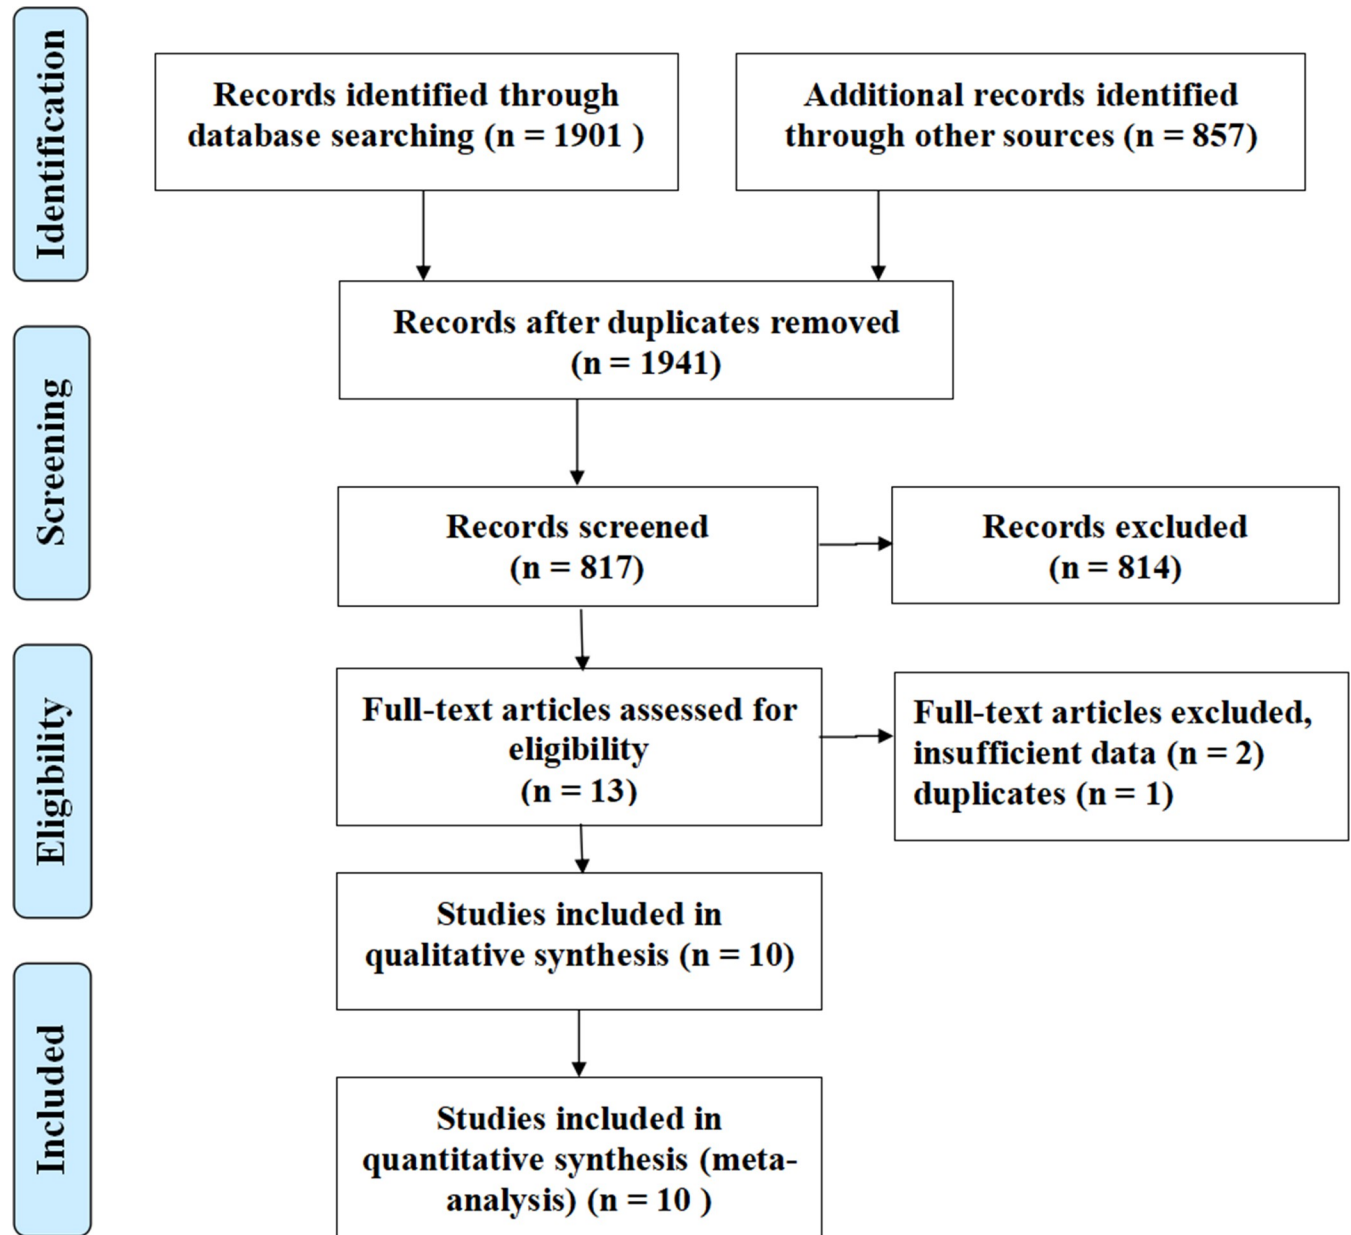 Identification
Records identified through
database searching (n = 1901 )
Additional records identified
through other sources (n = 857)
Records after duplicates removed
(n = 1941)
Screening
Records screened
(n = 817)
Records excluded
(n = 814)
Eligibility
Full-text articles assessed for
eligibility
(n = 13)
Full-text articles excluded,
insufficient data (n = 2)
duplicates (n = 1)
Studies included in
qualitative synthesis (n = 10)
Included
Studies included in
quantitative synthesis (meta-
analysis) (n = 10 )